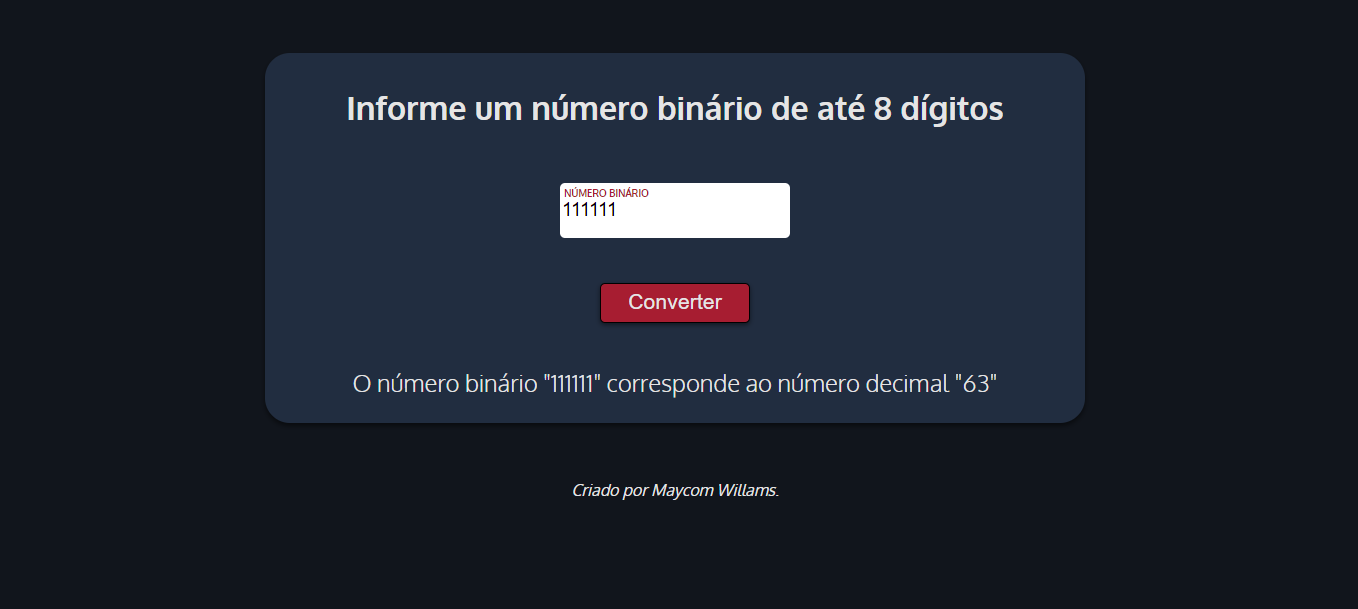 Informe um número binário de até 8 dígitos
NÚMERO BINÁRIO
111111
Converter
O número binário "111111" corresponde ao número decimal "63"
Criado por Maycom Willams.